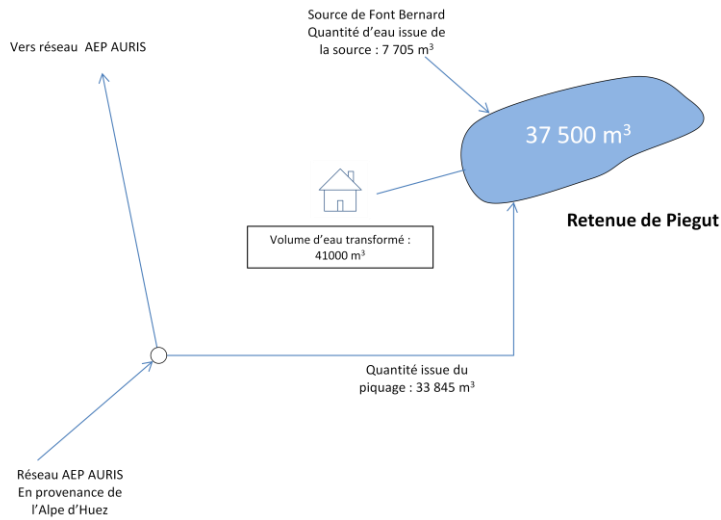 Source de Font Bernard
Quantité d'eau issue de
la source : 7 705 m³
Vers réseau AEP AURIS
37 500 m³
Retenue de Piegut
Volume d'eau transformé :
41000 m³
Quantité issue du
piquage : 33 845 m³
Réseau AEP AURIS
En provenance de
l'Alpe d'Huez